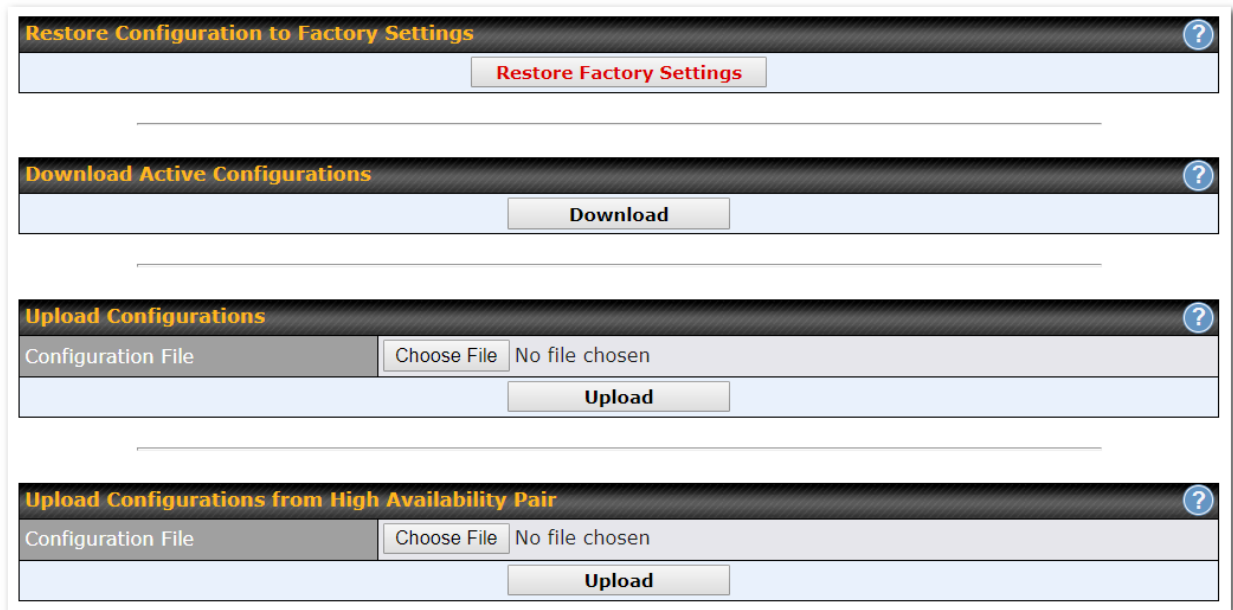 Restore Configuration to Factory Settings ?
Restore Factory Settings
Download Active Configurations ?
Download
Upload Configurations ?
Configuration File Choose File No file chosen
Upload
Upload Configurations from High Availability Pair ?
Configuration File Choose File No file chosen
Upload